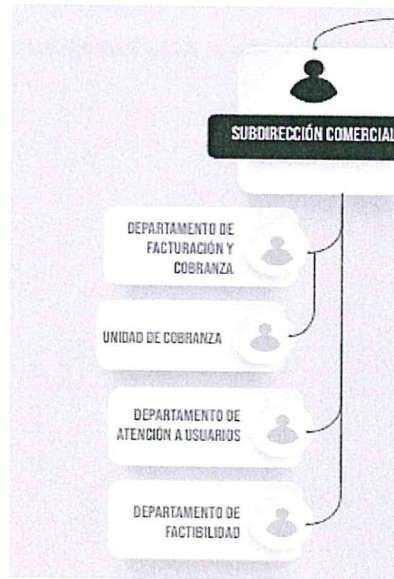 SUBDIRECCIÓN COMERCIAL
DEPARTAMENTO DE
FACTURACIÓN Y
COBRANZA
UNIDAD DE COBRANZA
DEPARTAMENTO DE
ATENCIÓN A USUARIOS
DEPARTAMENTO DE
FACTIBILIDAD